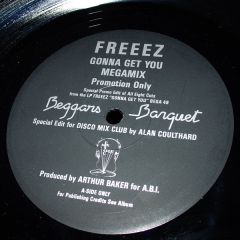 FREEEZ
GONNA GET YOU
MEGAMIX
Promotion Only
Special Promo Edit of All Eight Cuts
from the LP FREEEZ "GONNA GET YOU" BEGA 48
Beggars Banquet
Special Edit for DISCO MIX CLUB by ALAN COULTHARD
Produced by ARTHUR BAKER for A.B.I.
A-SIDE ONLY
For Publishing Credits See Album